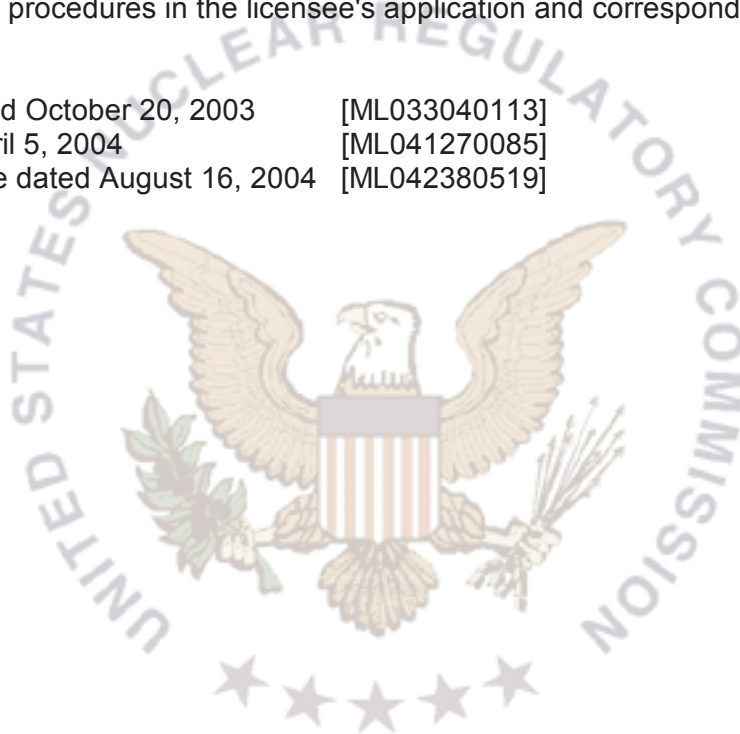 procedures in the licensee's application and correspond
d October 20, 2003 [ML033040113]
ril 5, 2004 [ML041270085]
e dated August 16, 2004 [ML042380519]
UNITED STATES NUCLEAR REGULATORY COMMISSION